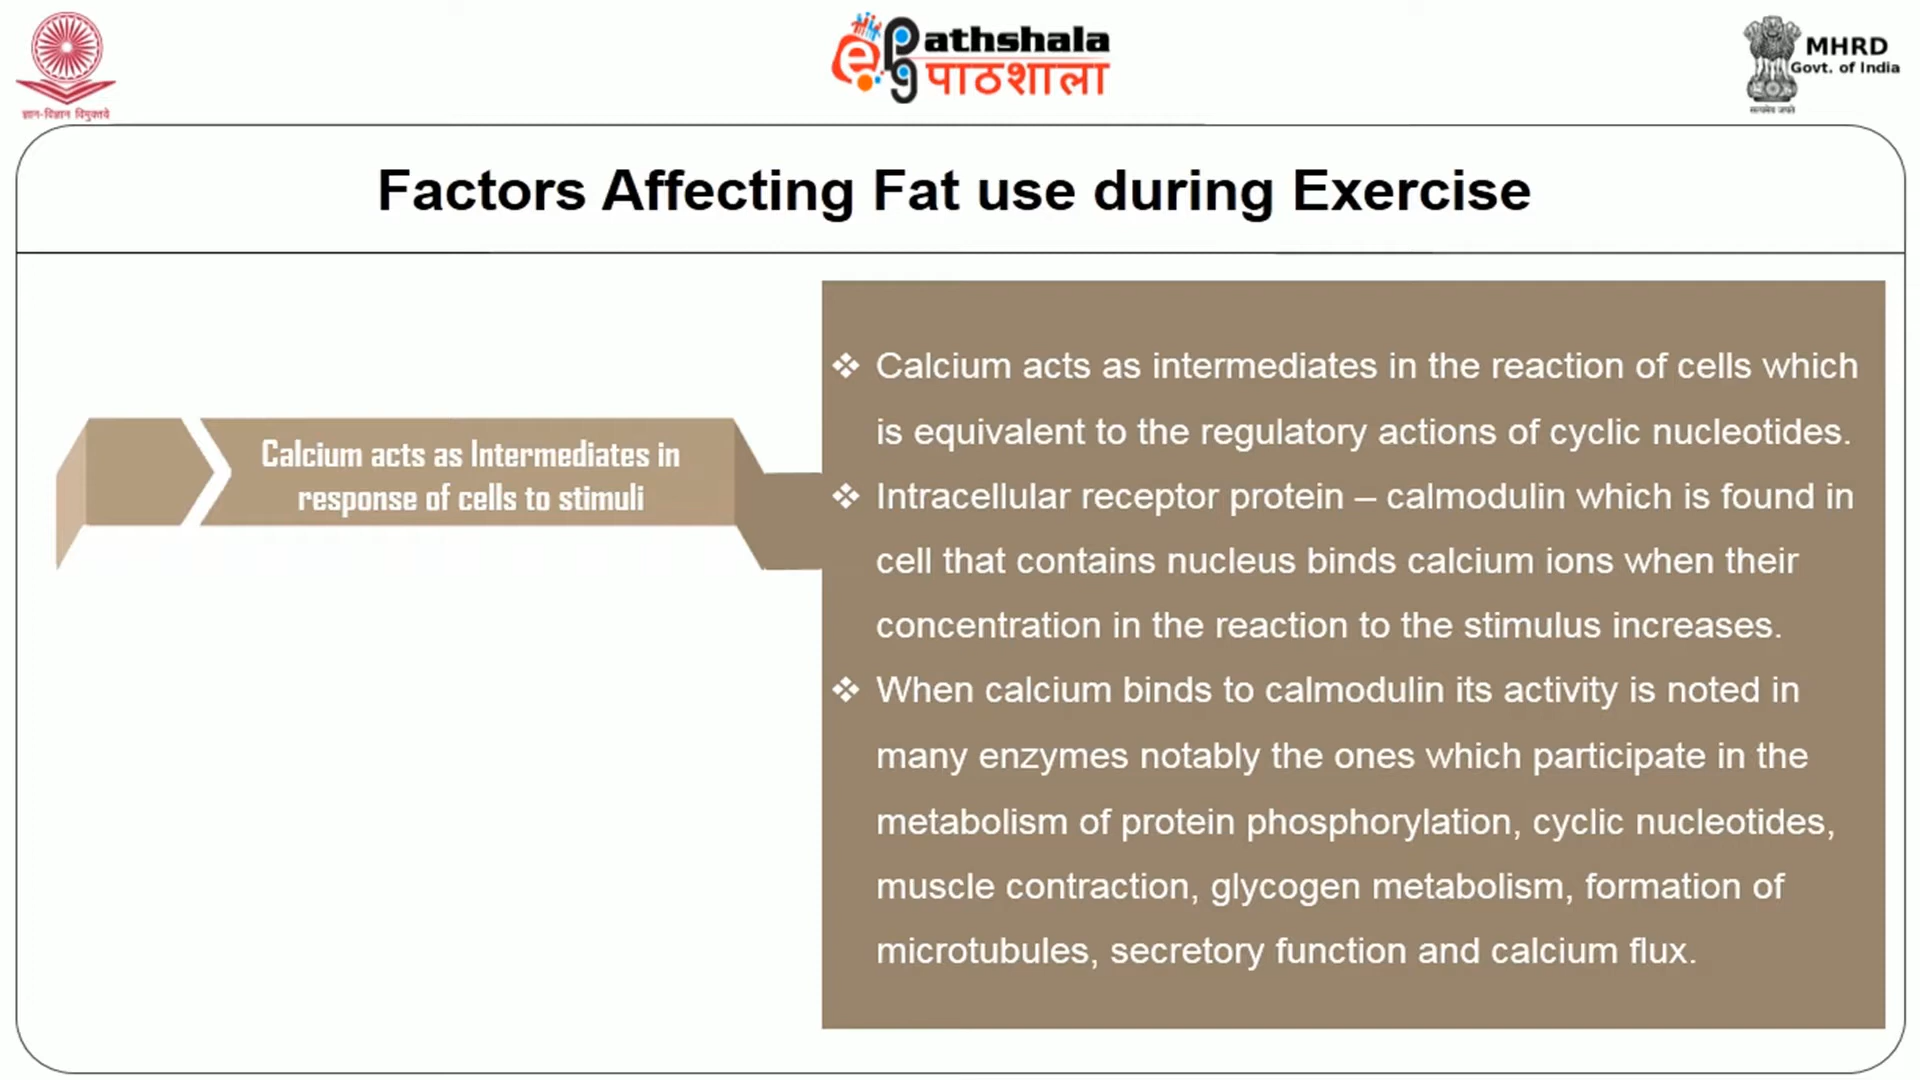 ज्ञान-विज्ञान विमुक्तये
e PG athshala
पाठशाला
सत्यमेव जयते
MHRD
Govt. of India
Factors Affecting Fat use during Exercise
Calcium acts as Intermediates in
response of cells to stimuli
❖ Calcium acts as intermediates in the reaction of cells which
is equivalent to the regulatory actions of cyclic nucleotides.
❖ Intracellular receptor protein – calmodulin which is found in
cell that contains nucleus binds calcium ions when their
concentration in the reaction to the stimulus increases.
❖ When calcium binds to calmodulin its activity is noted in
many enzymes notably the ones which participate in the
metabolism of protein phosphorylation, cyclic nucleotides,
muscle contraction, glycogen metabolism, formation of
microtubules, secretory function and calcium flux.